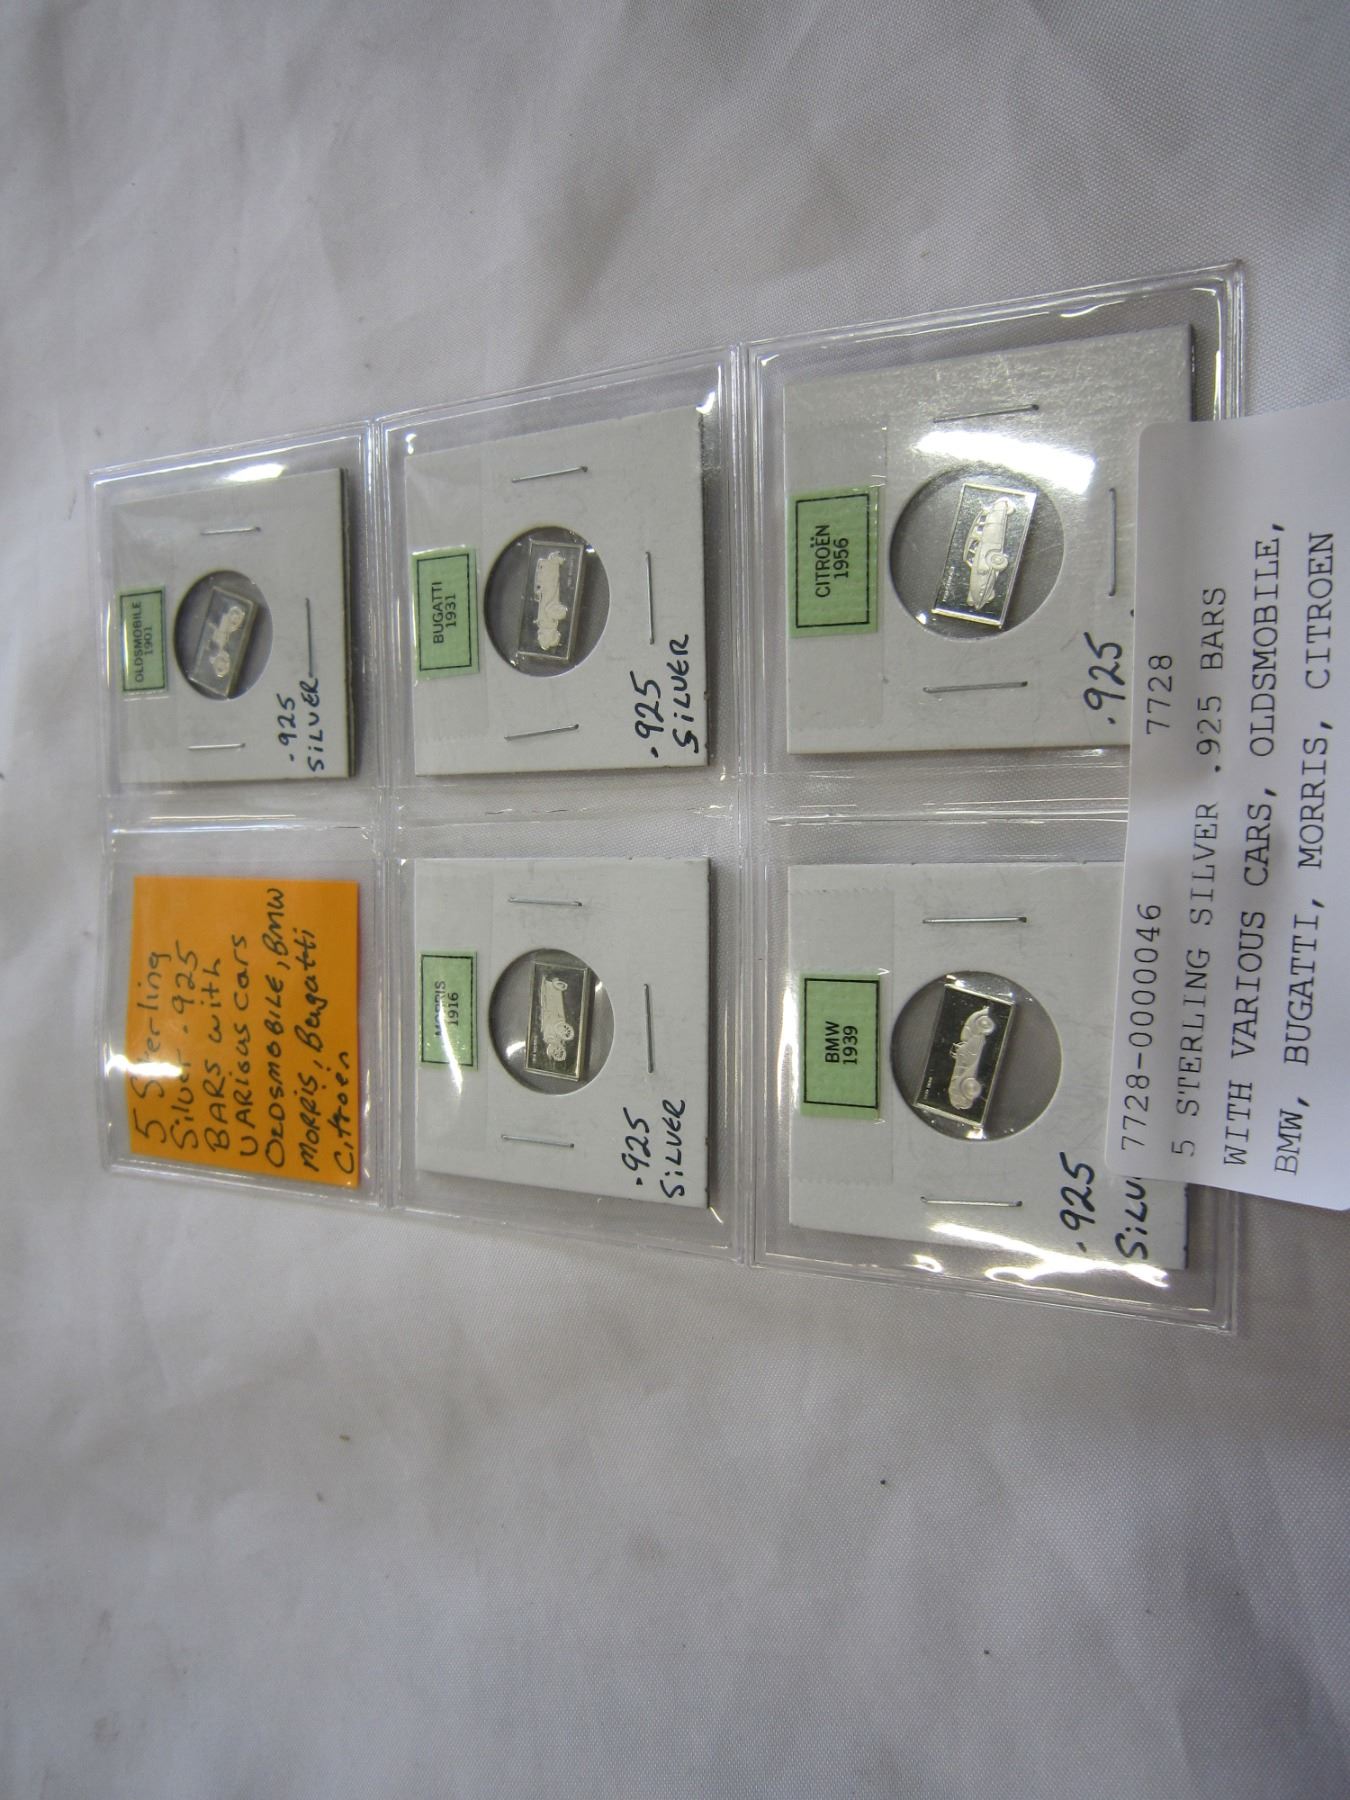 5 Sterling
Silver .925
BARS with
VARious cars
OLDSMOBILE, BMW
MORRis, Bugatti
Citroen
OLDSMOBILE
1901
.925
SiLVER
MORRIS
1916
.925
SiLVER
BUGATTI
1931
.925
SiLVER
BMW
1939
.925
SiLV
CITROËN
1956
.925
7728-0000046 7728
5 STERLING SILVER .925 BARS
WITH VARIOUS CARS, OLDSMOBILE,
BMW, BUGATTI, MORRIS, CITROEN